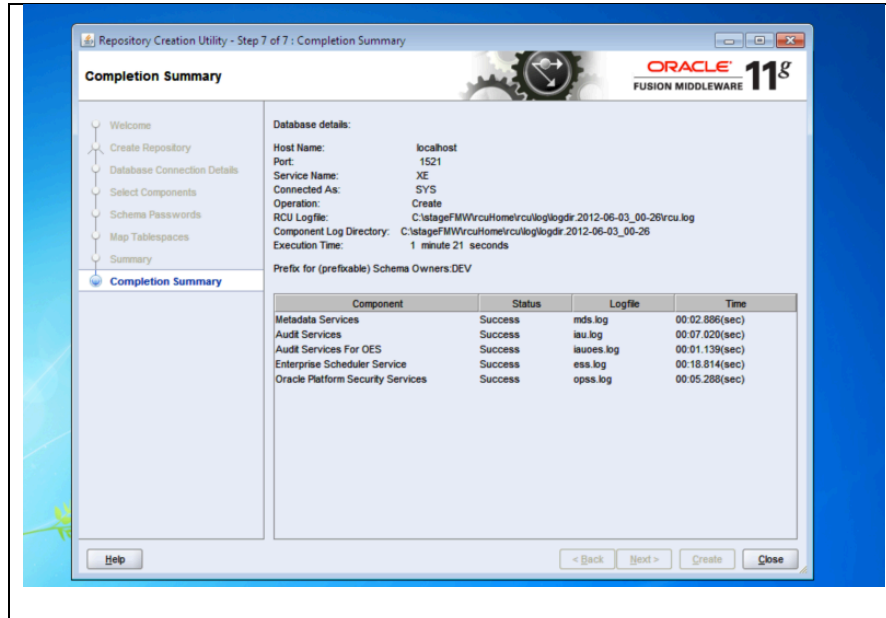 Repository Creation Utility - Step 7 of 7 : Completion Summary
Completion Summary
ORACLE
FUSION MIDDLEWARE 11g
Welcome
Create Repository
Database Connection Details
Select Components
Schema Passwords
Map Tablespaces
Summary
Completion Summary
Database details:
Host Name: localhost
Port: 1521
Service Name: XE
Connected As: SYS
Operation: Create
RCU Logfile: C:\stageFMW\rcuHome\rcu\log\logdir.2012-06-03_00-26\rcu.log
Component Log Directory: C:\stageFMW\rcuHome\rcu\log\logdir.2012-06-03_00-26
Execution Time: 1 minute 21 seconds
Prefix for (prefixable) Schema Owners:DEV
Component Status Logfile Time
Metadata Services Success mds.log 00:02.886(sec)
Audit Services Success iau.log 00:07.020(sec)
Audit Services For OES Success iauoes.log 00:01.139(sec)
Enterprise Scheduler Service Success ess.log 00:18.814(sec)
Oracle Platform Security Services Success opss.log 00:05.288(sec)
Help < Back Next > Create Close